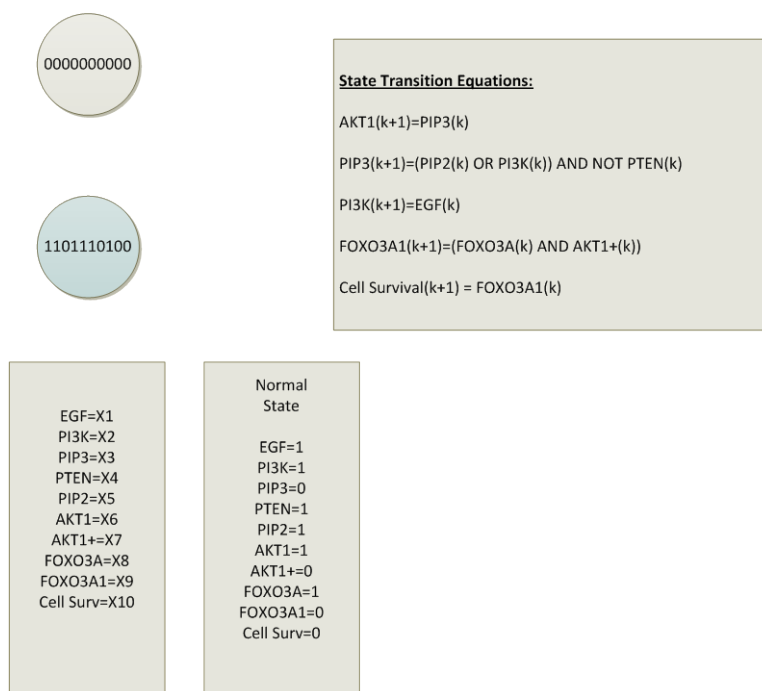 0000000000
1101110100
State Transition Equations:
AKT1(k+1)=PIP3(k)
PIP3(k+1)=(PIP2(k) OR PI3K(k)) AND NOT PTEN(k)
PI3K(k+1)=EGF(k)
FOXO3A1(k+1)=(FOXO3A(k) AND AKT1+(k))
Cell Survival(k+1) = FOXO3A1(k)
EGF=X1
PI3K=X2
PIP3=X3
PTEN=X4
PIP2=X5
AKT1=X6
AKT1+=X7
FOXO3A=X8
FOXO3A1=X9
Cell Surv=X10
Normal
State
EGF=1
PI3K=1
PIP3=0
PTEN=1
PIP2=1
AKT1=1
AKT1+=0
FOXO3A=1
FOXO3A1=0
Cell Surv=0